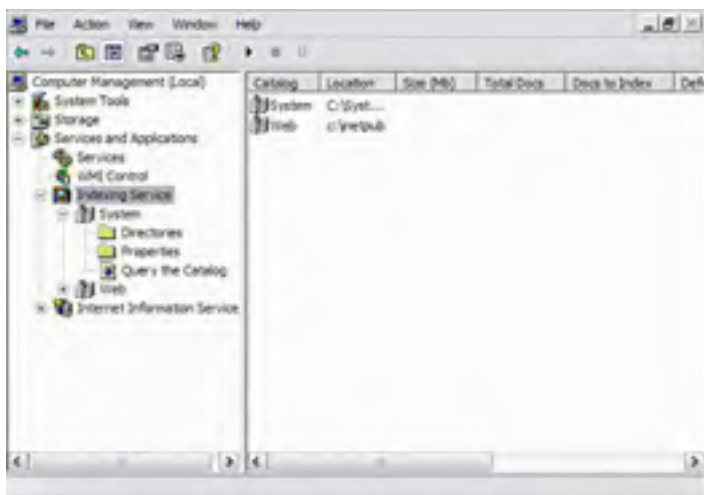 File Action View Window Help
Computer Management (Local)
System Tools
Storage
Services and Applications
Services
WMI Control
Indexing Service
System
Directories
Properties
Query the Catalog
Web
Internet Information Service
Catalog Location Size (Mb) Total Docs Docs to Index Defe
System C:\Syst...
Web c:\inetpub